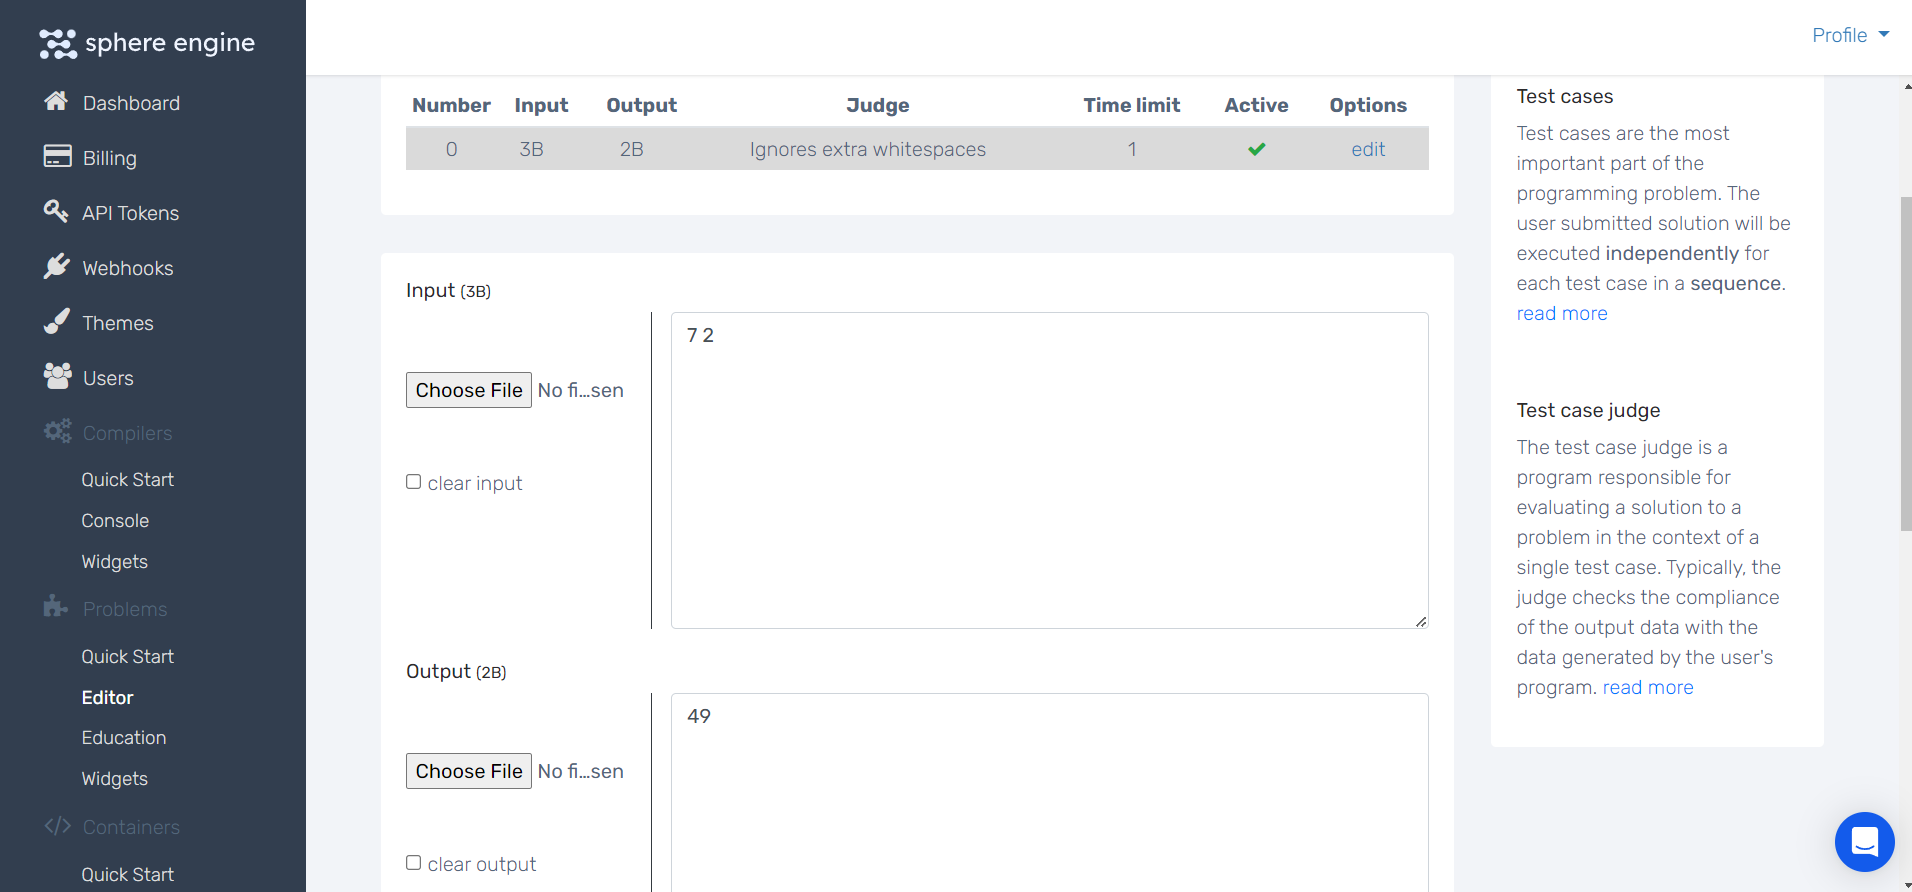 sphere engine
Dashboard
Billing
API Tokens
Webhooks
Themes
Users
Compilers
Quick Start
Console
Widgets
Problems
Quick Start
Editor
Education
Widgets
Containers
Quick Start
Profile
Number Input Output Judge Time limit Active Options
0 3B 2B Ignores extra whitespaces 1 edit
Input (3B)
7 2
Choose File No fi...sen
clear input
Output (2B)
49
Choose File No fi...sen
clear output
Test cases
Test cases are the most
important part of the
programming problem. The
user submitted solution will be
executed independently for
each test case in a sequence.
read more
Test case judge
The test case judge is a
program responsible for
evaluating a solution to a
problem in the context of a
single test case. Typically, the
judge checks the compliance
of the output data with the
data generated by the user's
program. read more